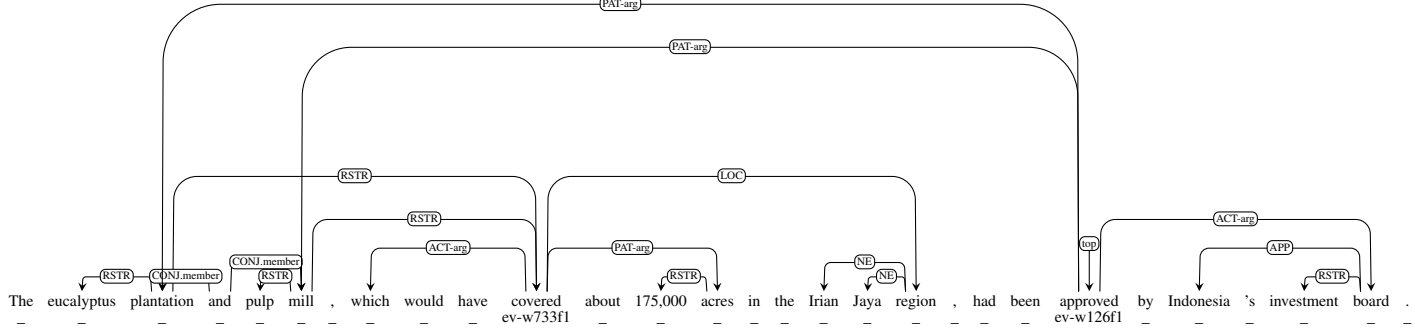 PAT-arg
PAT-arg
RSTR LOC
RSTR ACT-arg
ACT-arg PAT-arg top APP
CONJ.member NE
RSTR CONJ.member RSTR RSTR NE RSTR
The eucalyptus plantation and pulp mill , which would have covered about 175,000 acres in the Irian Jaya region , had been approved by Indonesia 's investment board .
_ _ _ _ _ _ _ _ _ _ ev-w733f1 _ _ _ _ _ _ _ _ _ _ _ ev-w126f1 _ _ _ _ _ _